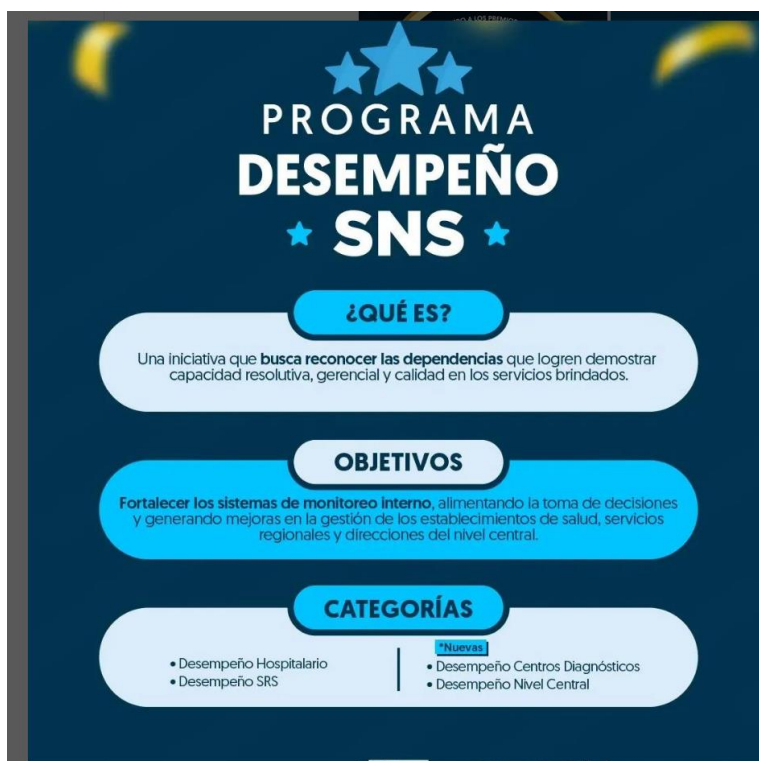 PROGRAMA
DESEMPEÑO
SNS
¿QUÉ ES?
Una iniciativa que busca reconocer las dependencias que logren demostrar
capacidad resolutiva, gerencial y calidad en los servicios brindados.
OBJETIVOS
Fortalecer los sistemas de monitoreo interno, alimentando la toma de decisiones
y generando mejoras en la gestión de los establecimientos de salud, servicios
regionales y direcciones del nivel central.
CATEGORÍAS
• Desempeño Hospitalario
• Desempeño SRS
*Nuevas
• Desempeño Centros Diagnósticos
• Desempeño Nivel Central